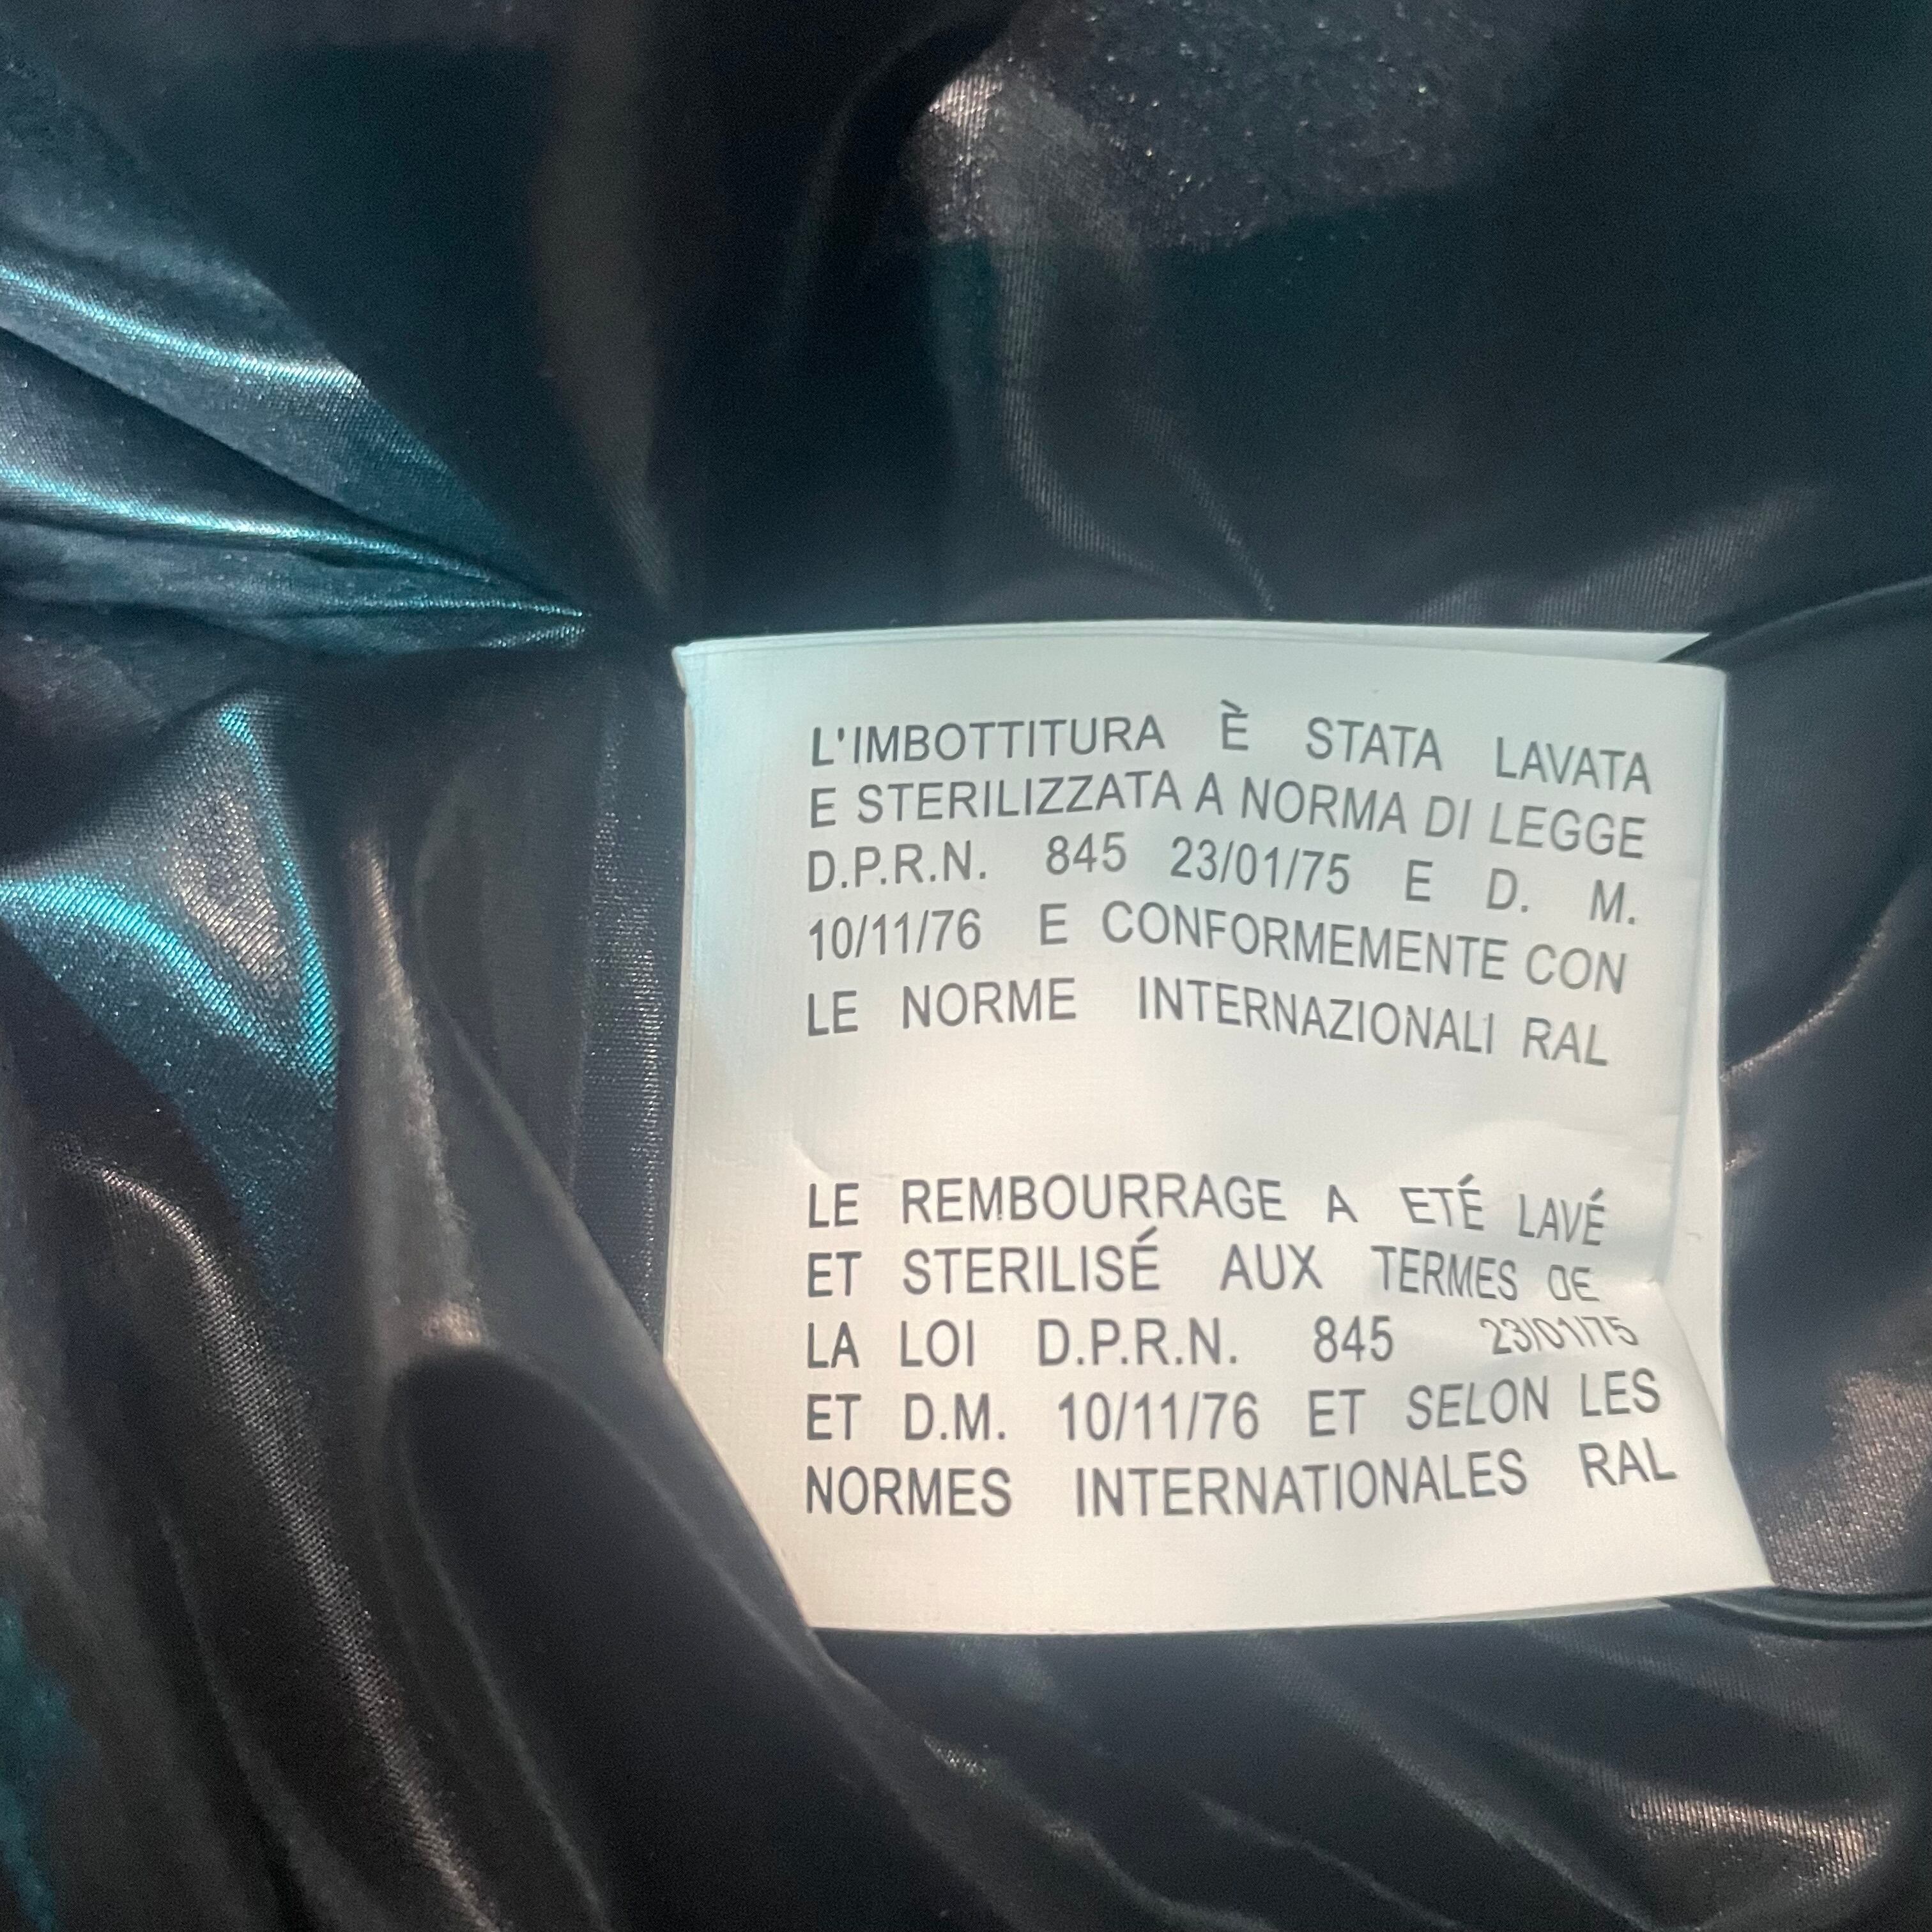 L'IMBOTTITURA È STATA LAVATA
E STERILIZZATA A NORMA DI LEGGE
D.P.R.N. 845 23/01/75 E D. M.
10/11/76 E CONFORMEMENTE CON
LE NORME INTERNAZIONALI RAL
LE REMBOURRAGE A ETÉ LAVÉ
ET STERILISÉ AUX TERMES DE
LA LOI D.P.R.N. 845 23/01/75
ET D.M. 10/11/76 ET SELON LES
NORMES INTERNATIONALES RAL